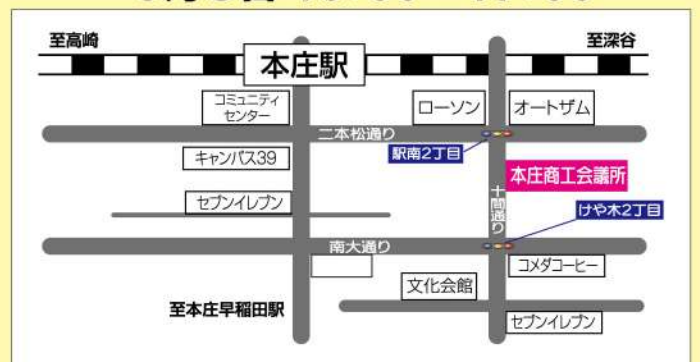 至高崎
至深谷
本庄駅
コミュニティ
センター
ローソン
オートザム
二本松通り
駅南2丁目
キャンパス39
本庄商工会議所
セブンイレブン
十間通り
けや木2丁目
南大通り
コメダコーヒー
文化会館
至本庄早稲田駅
セブンイレブン